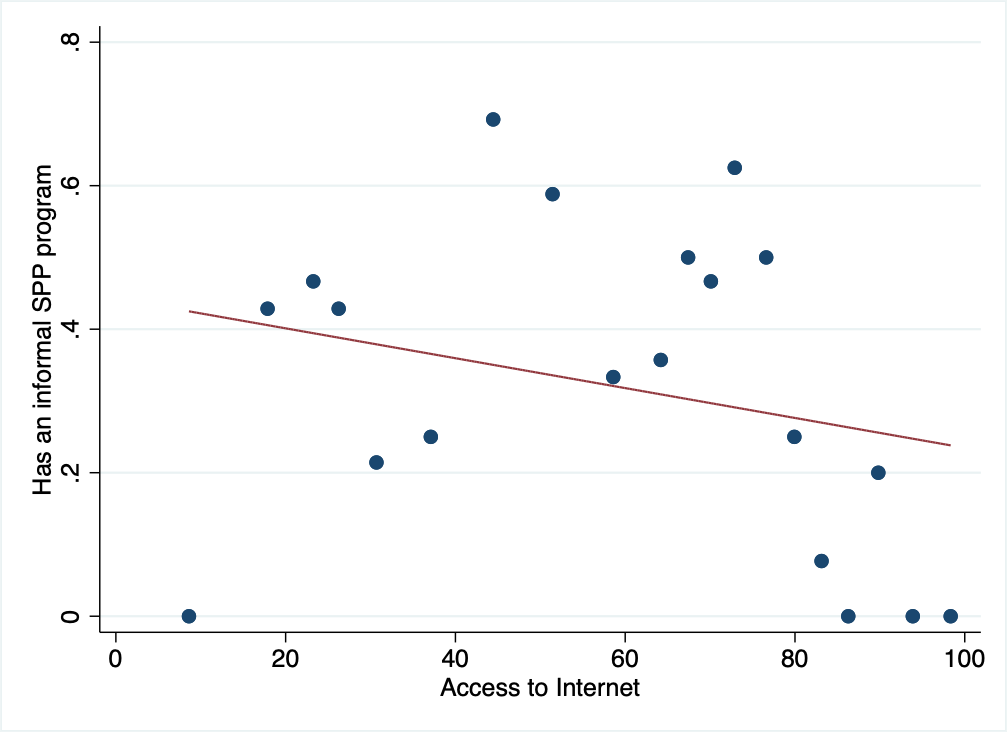 Has an informal SPP program
.8
.6
.4
.2
0
0 20 40 60 80 100
Access to Internet